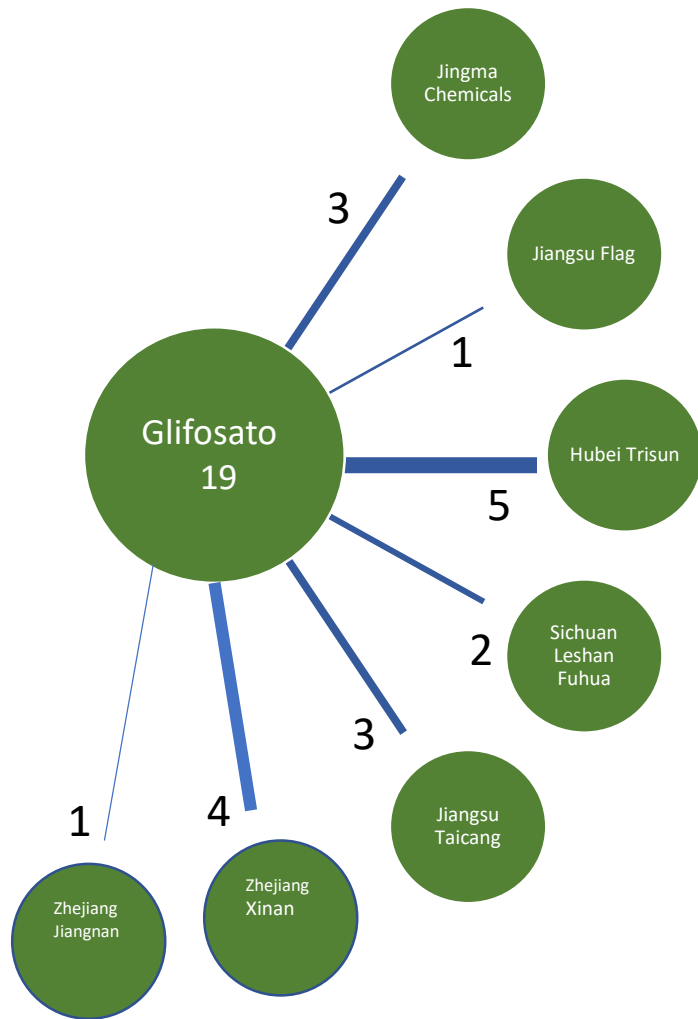 Jingma
Chemicals
3
Jiangsu Flag
1
Glifosato
19
Hubei Trisun
5
Sichuan
Leshan
Fuhua
2
3
Jiangsu
Taicang
4
1
Zhejiang
Xinan
Zhejiang
Jiangnan